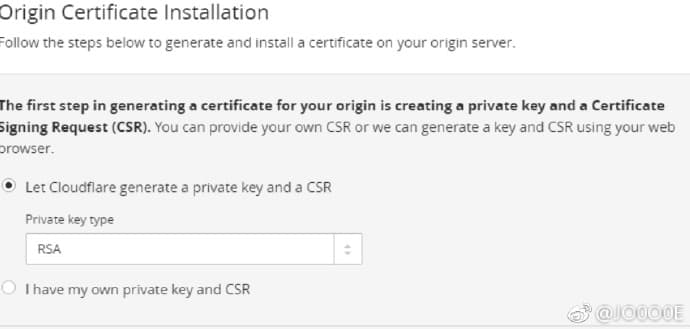 Origin Certificate Installation
Follow the steps below to generate and install a certificate on your origin server.
The first step in generating a certificate for your origin is creating a private key and a Certificate
Signing Request (CSR). You can provide your own CSR or we can generate a key and CSR using your web
browser.
Let Cloudflare generate a private key and a CSR
Private key type
RSA
I have my own private key and CSR
@JO0O0E